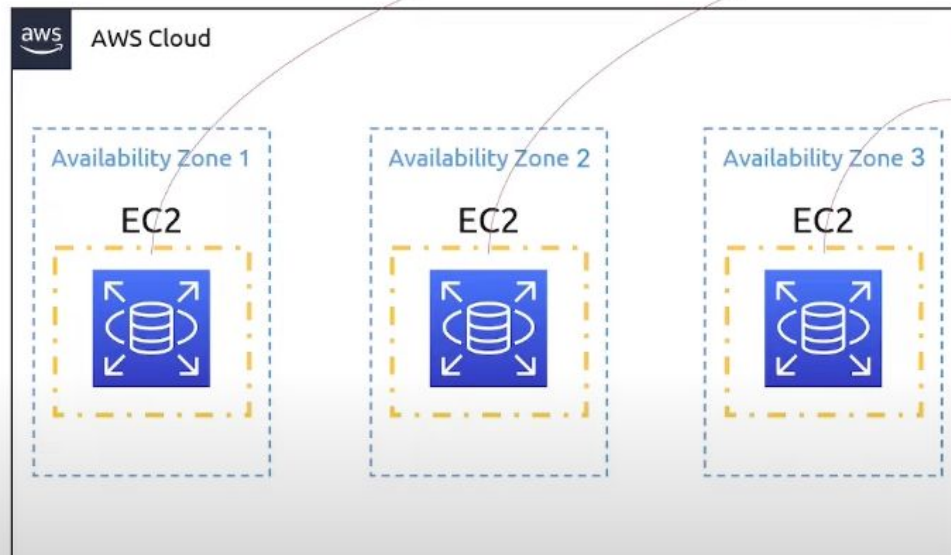 aws
AWS Cloud
Availability Zone 1
Availability Zone 2
Availability Zone 3
EC2
EC2
EC2